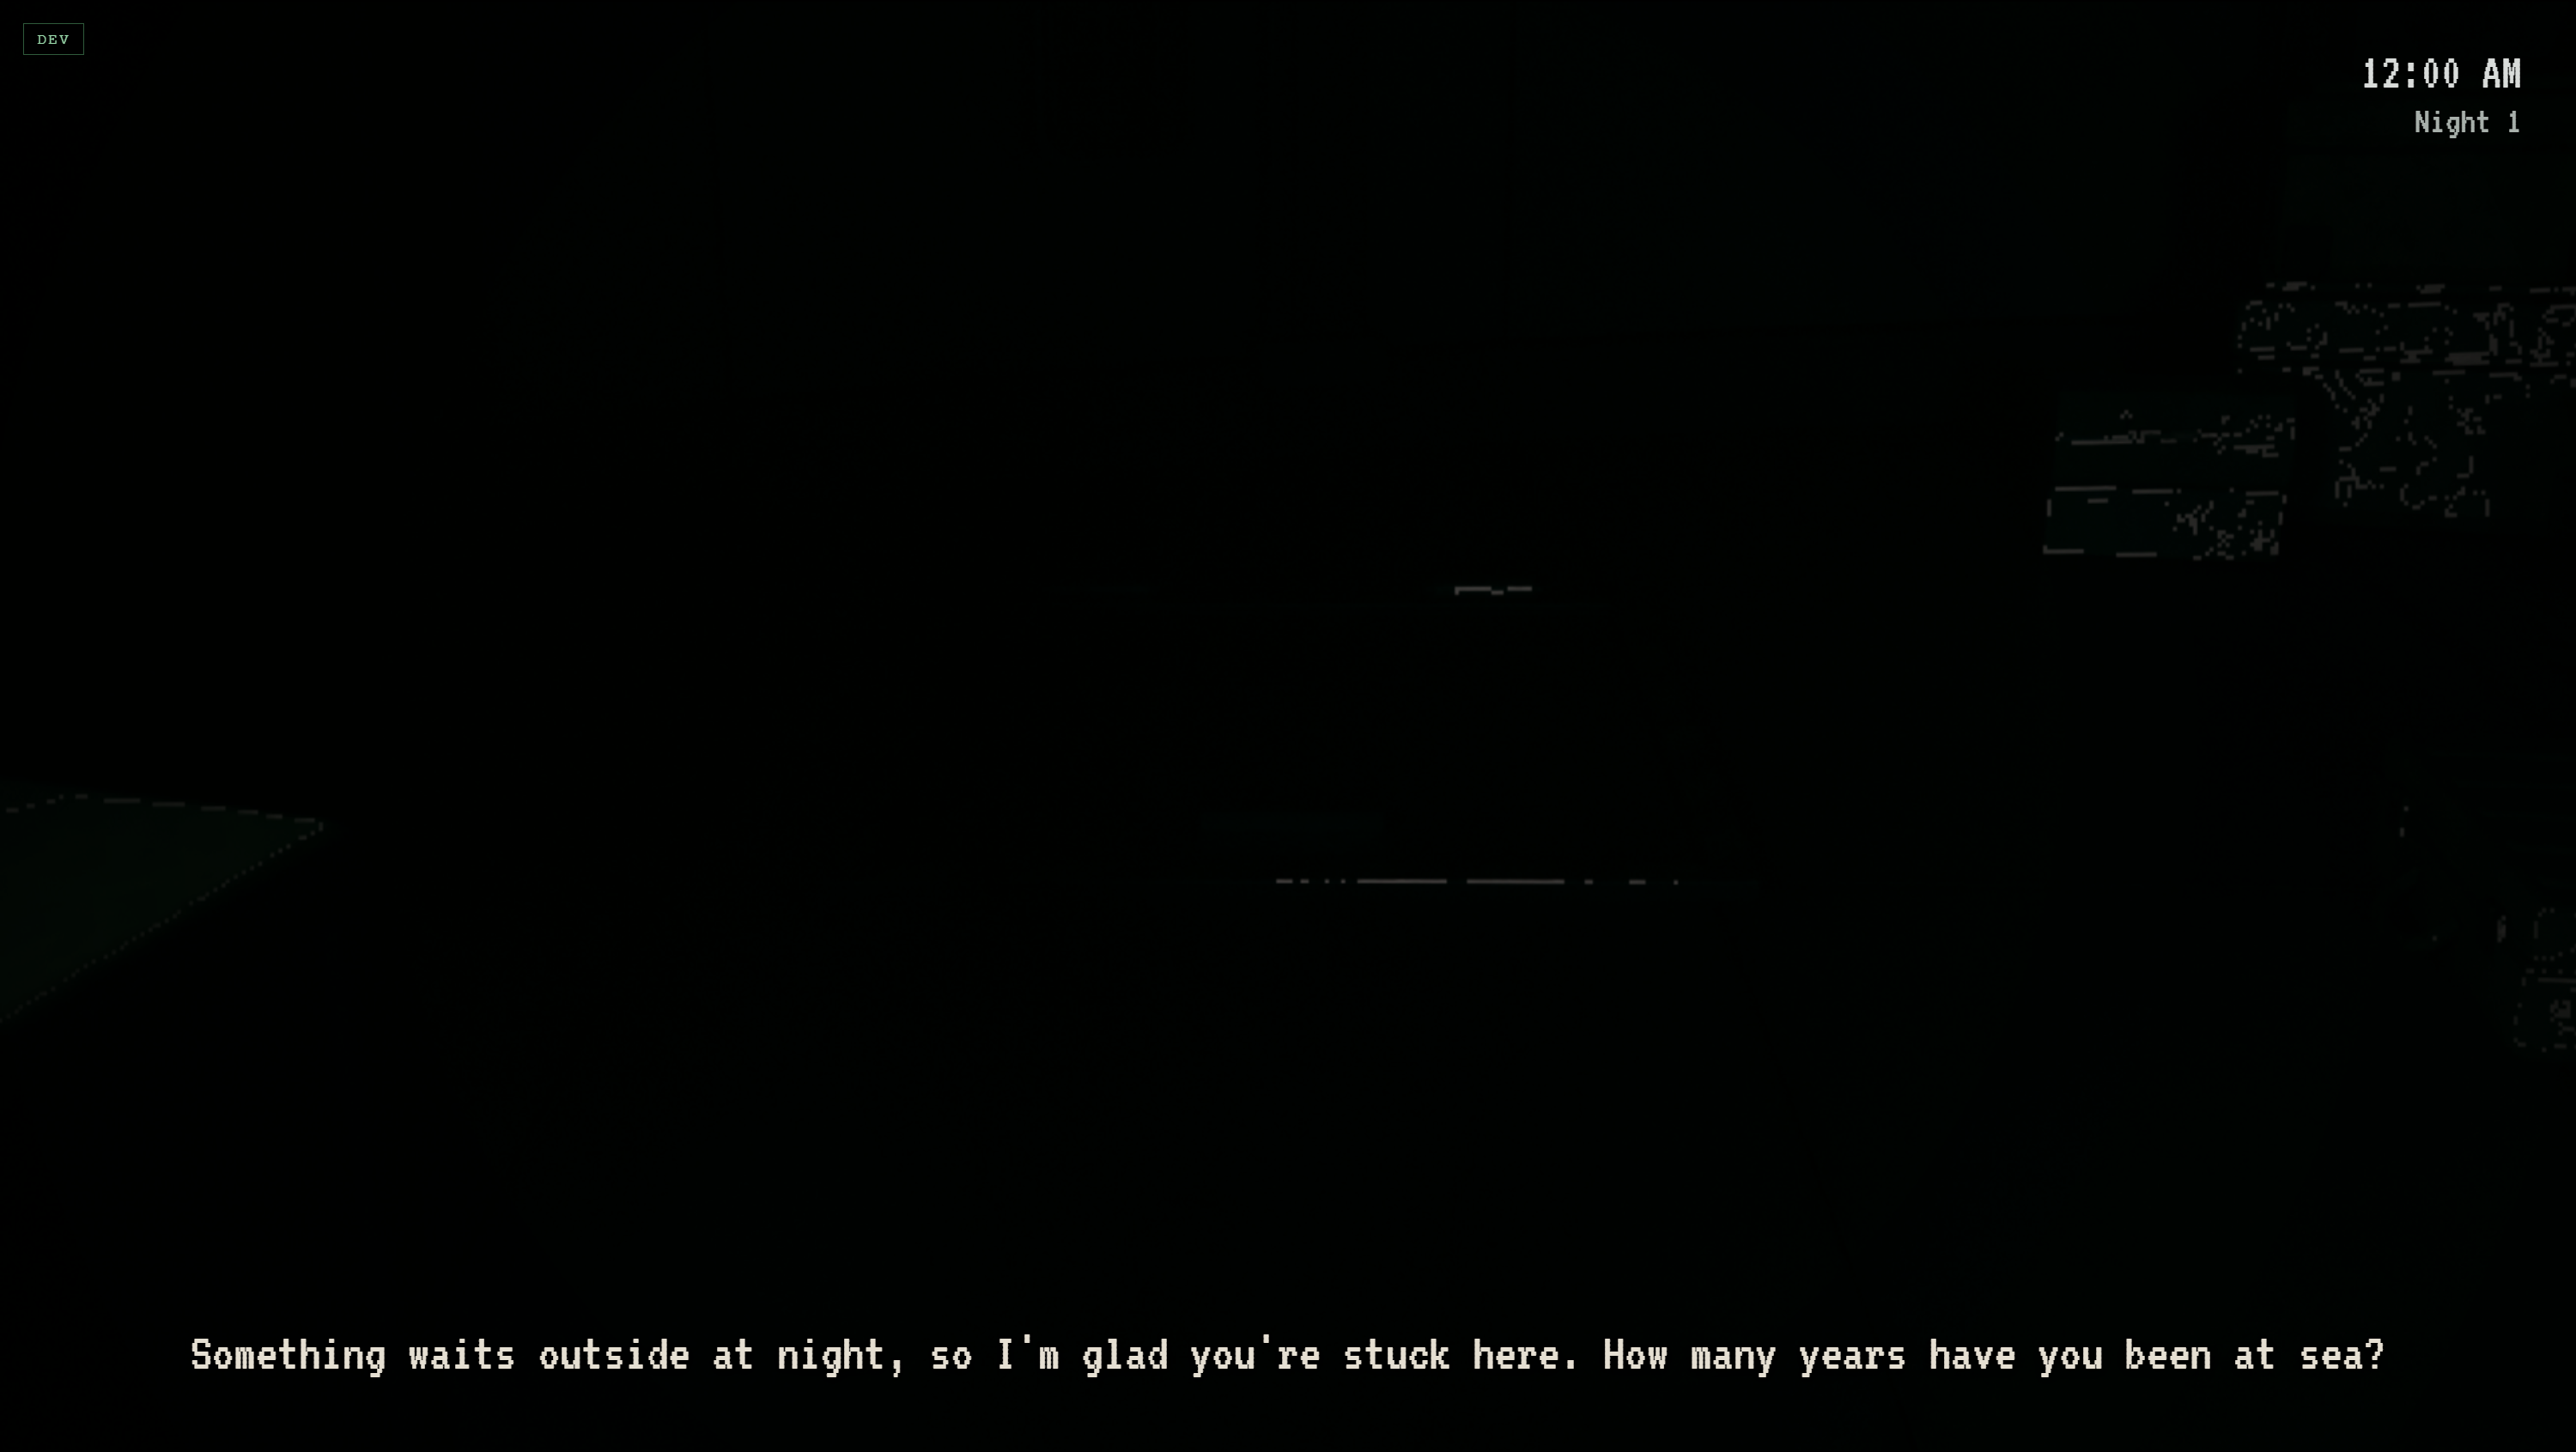 DEV
12:00 AM
Night 1
Something waits outside at night, so I'm glad you're stuck here. How many years have you been at sea?